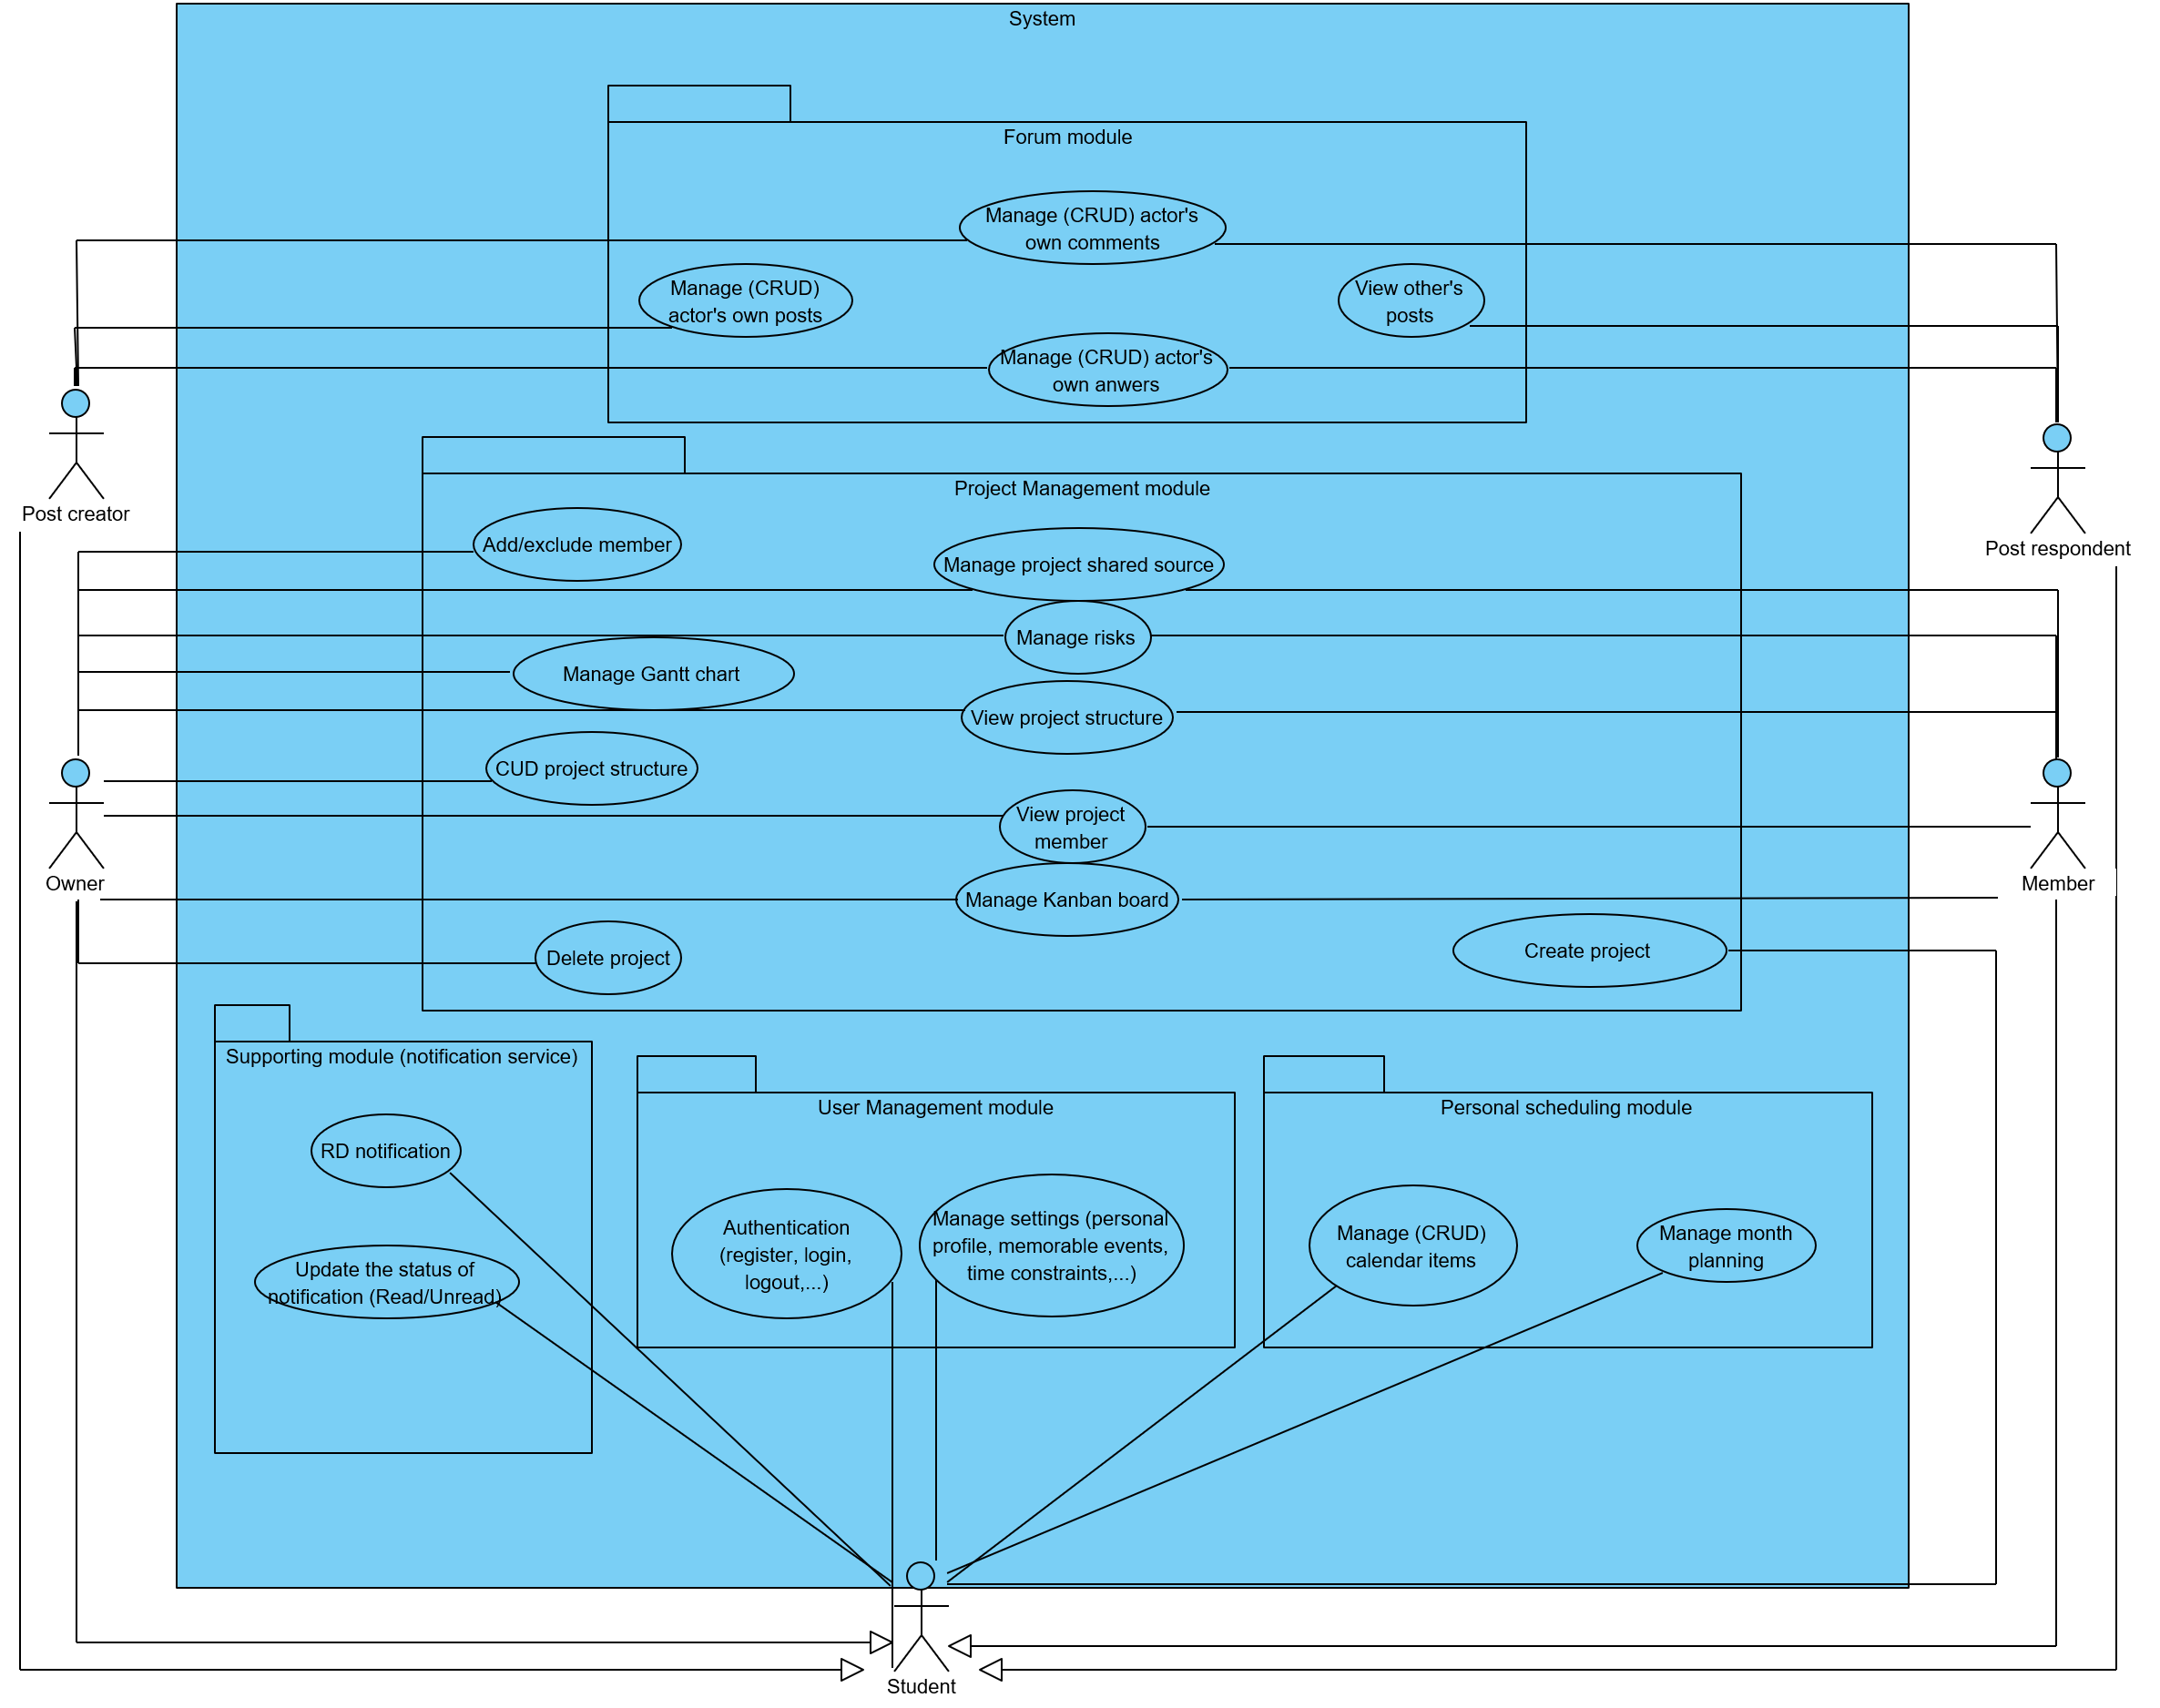 System
Forum module
Manage (CRUD) actor's
own comments
Manage (CRUD)
actor's own posts
View other's
posts
Manage (CRUD) actor's
own anwers
Post creator
Post respondent
Project Management module
Add/exclude member
Manage project shared source
Manage risks
Manage Gantt chart
View project structure
CUD project structure
View project
member
Owner
Member
Manage Kanban board
Delete project
Create project
Supporting module (notification service)
RD notification
Update the status of
notification (Read/Unread)
User Management module
Authentication
(register, login,
logout,...)
Manage settings (personal
profile, memorable events,
time constraints,...)
Personal scheduling module
Manage (CRUD)
calendar items
Manage month
planning
Student